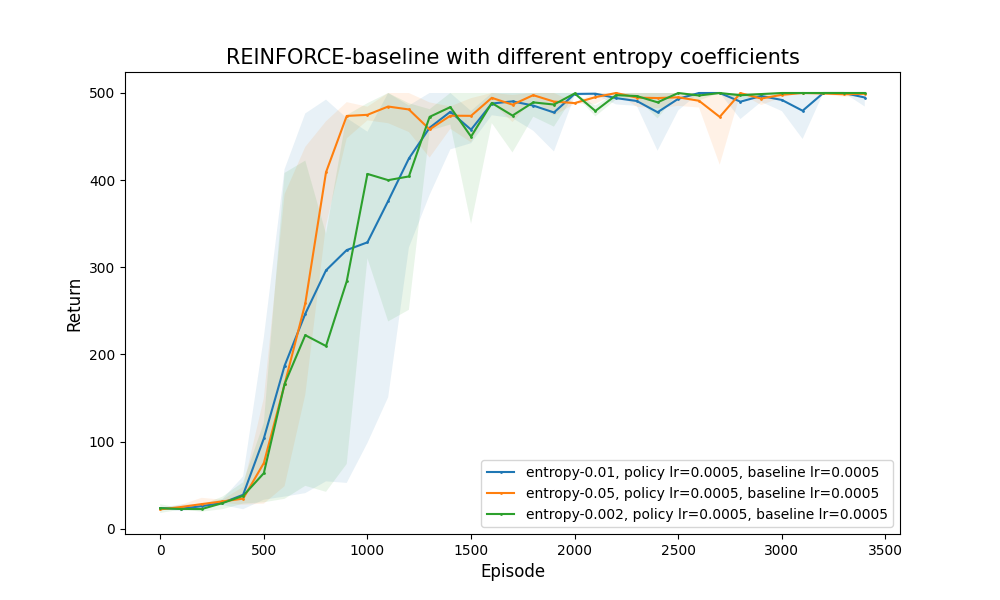 REINFORCE-baseline with different entropy coefficients
500
400
300
200
100
0
Return
entropy-0.01, policy lr=0.0005, baseline lr=0.0005
entropy-0.05, policy lr=0.0005, baseline lr=0.0005
entropy-0.002, policy lr=0.0005, baseline lr=0.0005
0 500 1000 1500 2000 2500 3000 3500
Episode